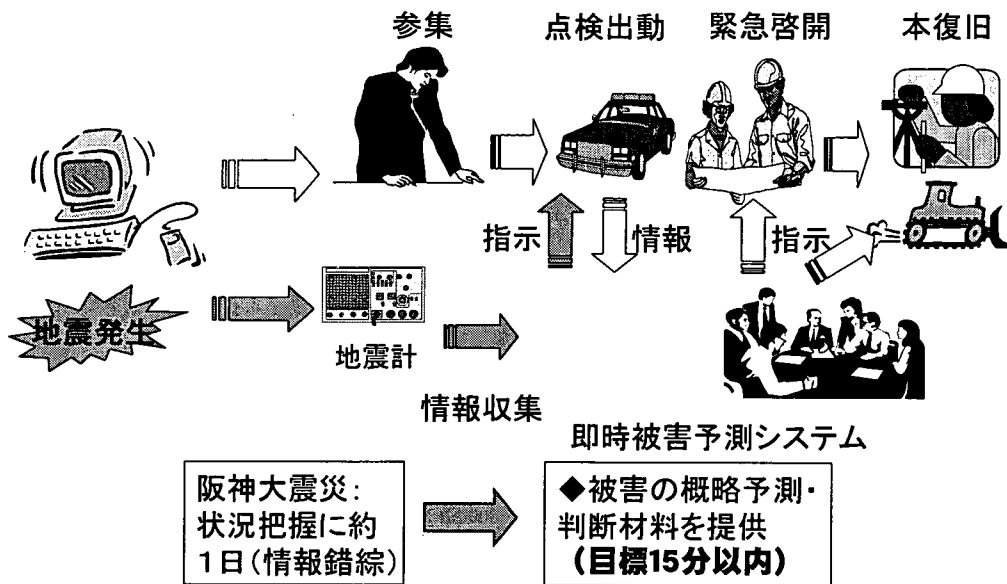 参集
点検出動
緊急啓開
本復旧
指示
情報
指示
地震発生
地震計
情報収集
即時被害予測システム
阪神大震災:
状況把握に約
1日(情報錯綜)
◆被害の概略予測・
判断材料を提供
(目標15分以内)